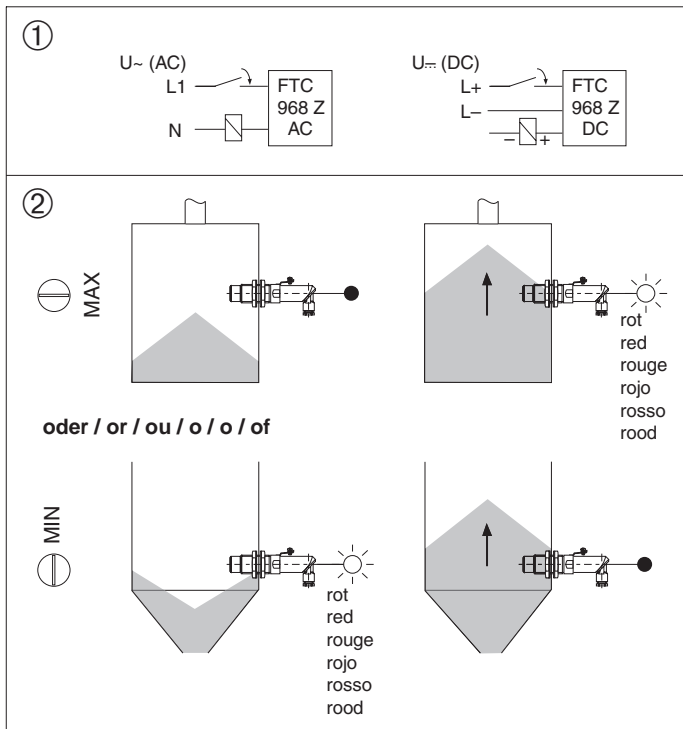 ①
U~ (AC)
L1
FTC
968 Z
AC
N
U⎓ (DC)
L+
L–
FTC
968 Z
DC
– +
②
MAX
rot
red
rouge
rojo
rosso
rood
oder / or / ou / o / o / of
MIN
rot
red
rouge
rojo
rosso
rood